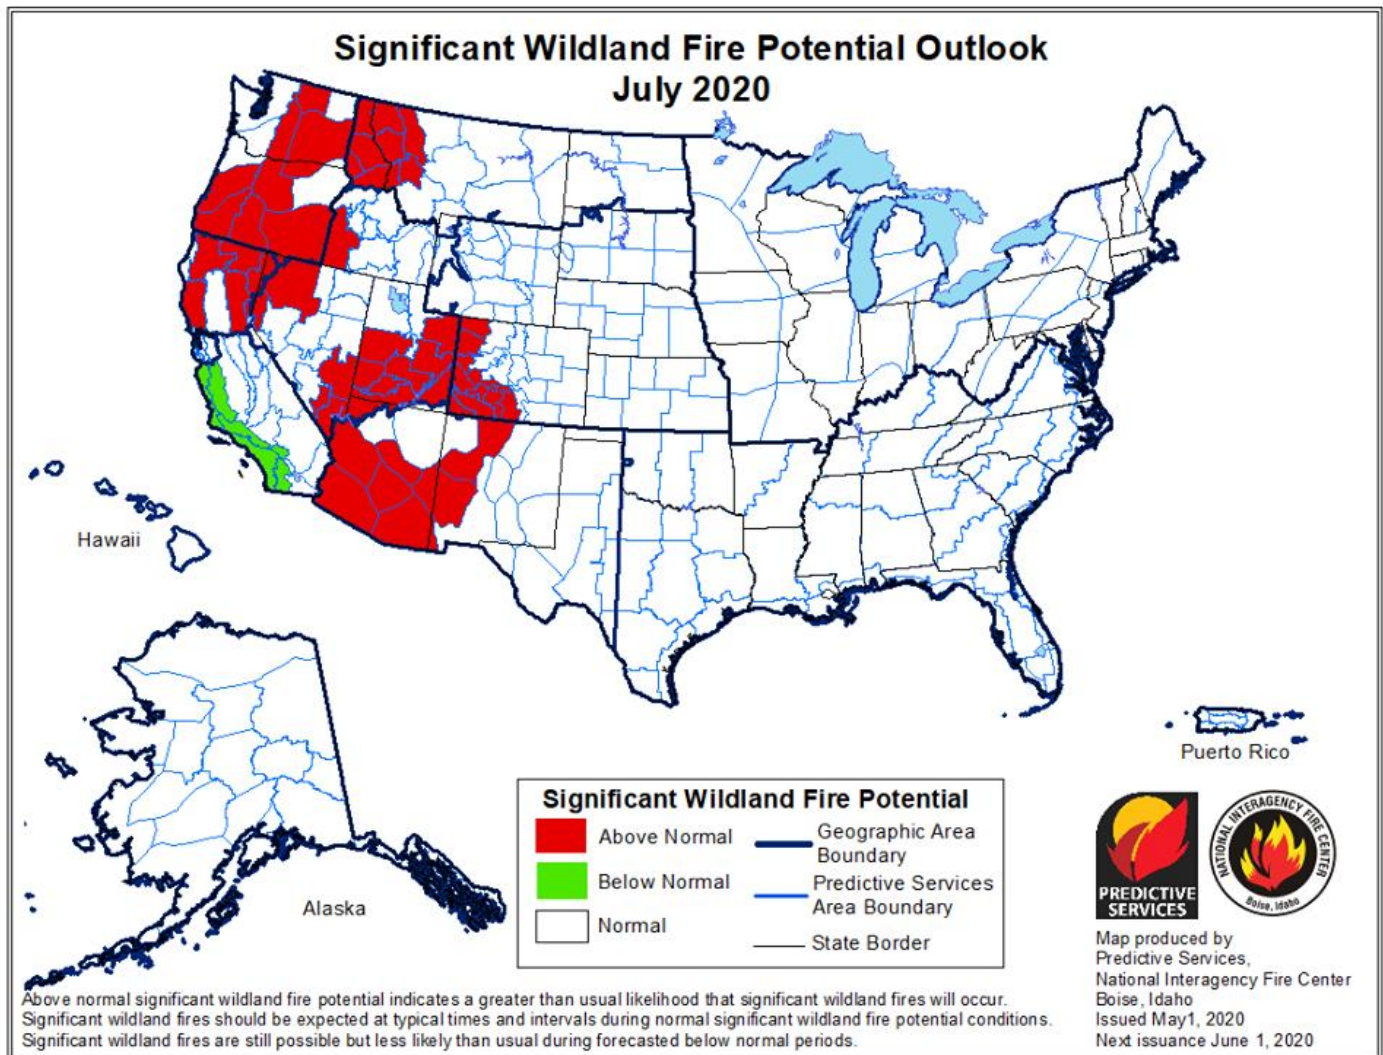 Significant Wildland Fire Potential Outlook
July 2020
Hawaii
Alaska
Puerto Rico
Significant Wildland Fire Potential
Above Normal
Below Normal
Normal
Geographic Area
Boundary
Predictive Services
Area Boundary
State Border
PREDICTIVE
SERVICES
NATIONAL INTERAGENCY FIRE CENTER
Boise, Idaho
Map produced by
Predictive Services,
National Interagency Fire Center
Boise, Idaho
Issued May1, 2020
Next issuance June 1, 2020
Above normal significant wildland fire potential indicates a greater than usual likelihood that significant wildland fires will occur.
Significant wildland fires should be expected at typical times and intervals during normal significant wildland fire potential conditions.
Significant wildland fires are still possible but less likely than usual during forecasted below normal periods.